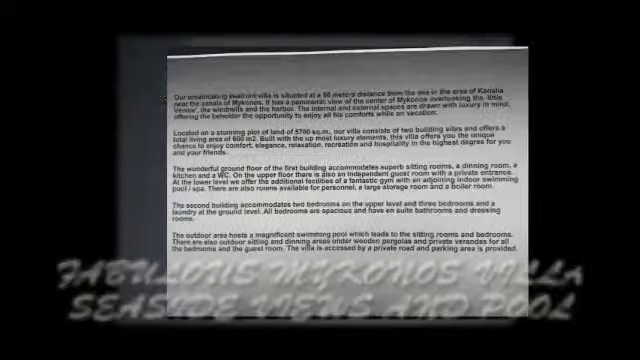 Our breathtaking seafront villa is situated at a 50 meters distance from the sea in the area of Kanalia
near the canals of Mykonos. It has a panoramic view of the center of Mykonos overlooking the 'little
Venice', the windmills and the harbor. The internal and external spaces are drawn with luxury in mind,
offering the beholder the opportunity to enjoy all his comforts while on vacation.
Located on a stunning plot of land of 5700 sq.m., our villa consists of two building sites and offers a
total living area of 600 m2. Built with the up most luxury elements, this villa offers you the unique
chance to enjoy comfort, elegance, relaxation, recreation and hospitality in the highest degree for you
and your friends.
The wonderful ground floor of the first building accommodates superb sitting rooms, a dinning room, a
kitchen and a WC. On the upper floor there is also an independent guest room with a private entrance.
At the lower level we offer the additional facilities of a fantastic gym with an adjoining indoor swimming
pool / spa. There are also rooms available for personnel, a large storage room and a boiler room.
The second building accommodates two bedrooms on the upper level and three bedrooms and a
laundry at the ground level. All bedrooms are spacious and have en suite bathrooms and dressing
rooms.
The outdoor area hosts a magnificent swimming pool which leads to the sitting rooms and bedrooms.
There are also outdoor sitting and dinning areas under wooden pergolas and private verandas for all
the bedrooms and the guest room. The villa is accessed by a private road and parking area is provided.
FABULOUS MYKONOS VILLA
SEASIDE VIEWS AND POOL